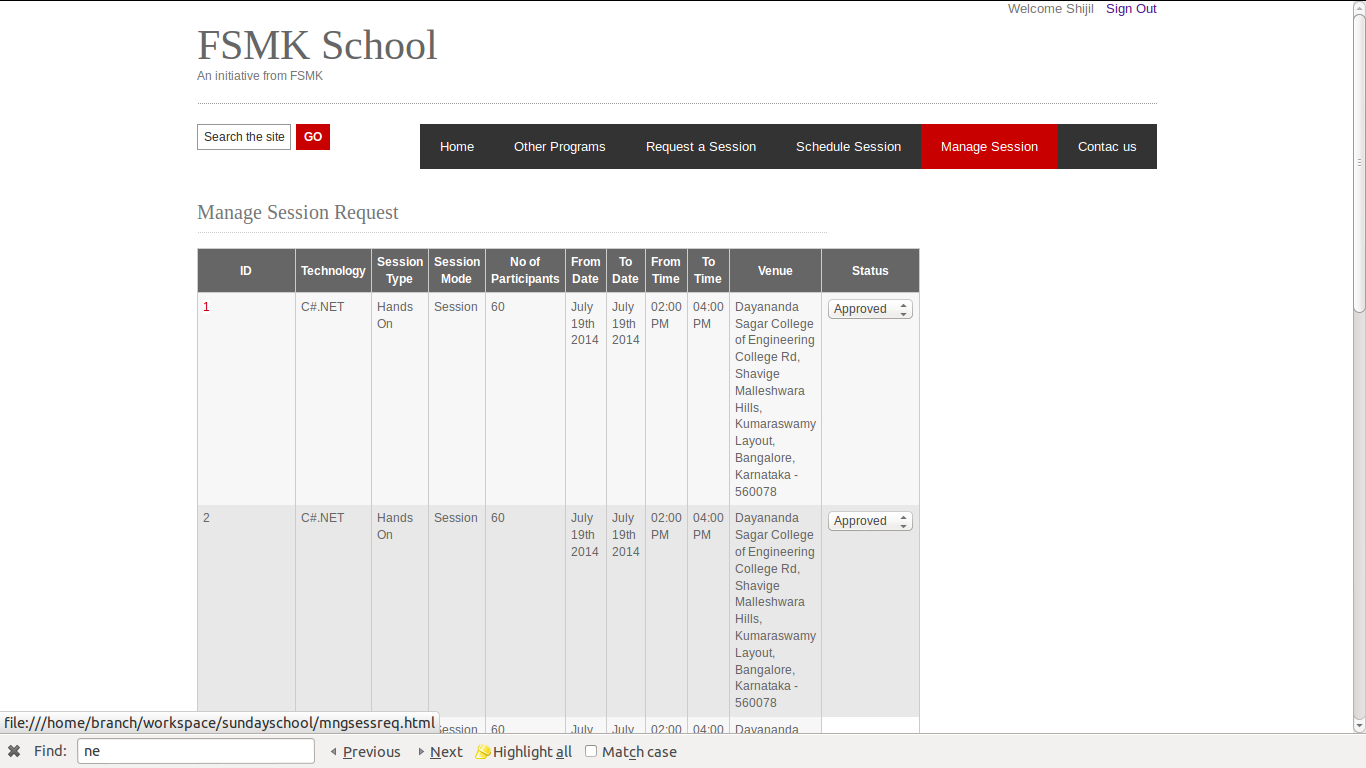 Welcome Shijil Sign Out
FSMK School
An initiative from FSMK
Search the site GO
Home Other Programs Request a Session Schedule Session Manage Session Contac us
Manage Session Request
ID Technology Session Type Session Mode No of Participants From Date To Date From Time To Time Venue Status
1 C#.NET Hands On Session 60 July 19th 2014 July 19th 2014 02:00 PM 04:00 PM Dayananda Approved
Sagar College
of Engineering
College Rd,
Shavige
Malleshwara
Hills,
Kumaraswamy
Layout,
Bangalore,
Karnataka -
560078
2 C#.NET Hands On Session 60 July 19th 2014 July 19th 2014 02:00 PM 04:00 PM Dayananda Approved
Sagar College
of Engineering
College Rd,
Shavige
Malleshwara
Hills,
Kumaraswamy
Layout,
Bangalore,
Karnataka -
560078
Session 60 July July 02:00 04:00 Dayananda
file:///home/branch/workspace/sundayschool/mngsessreq.html
Find: ne Previous Next Highlight all Match case